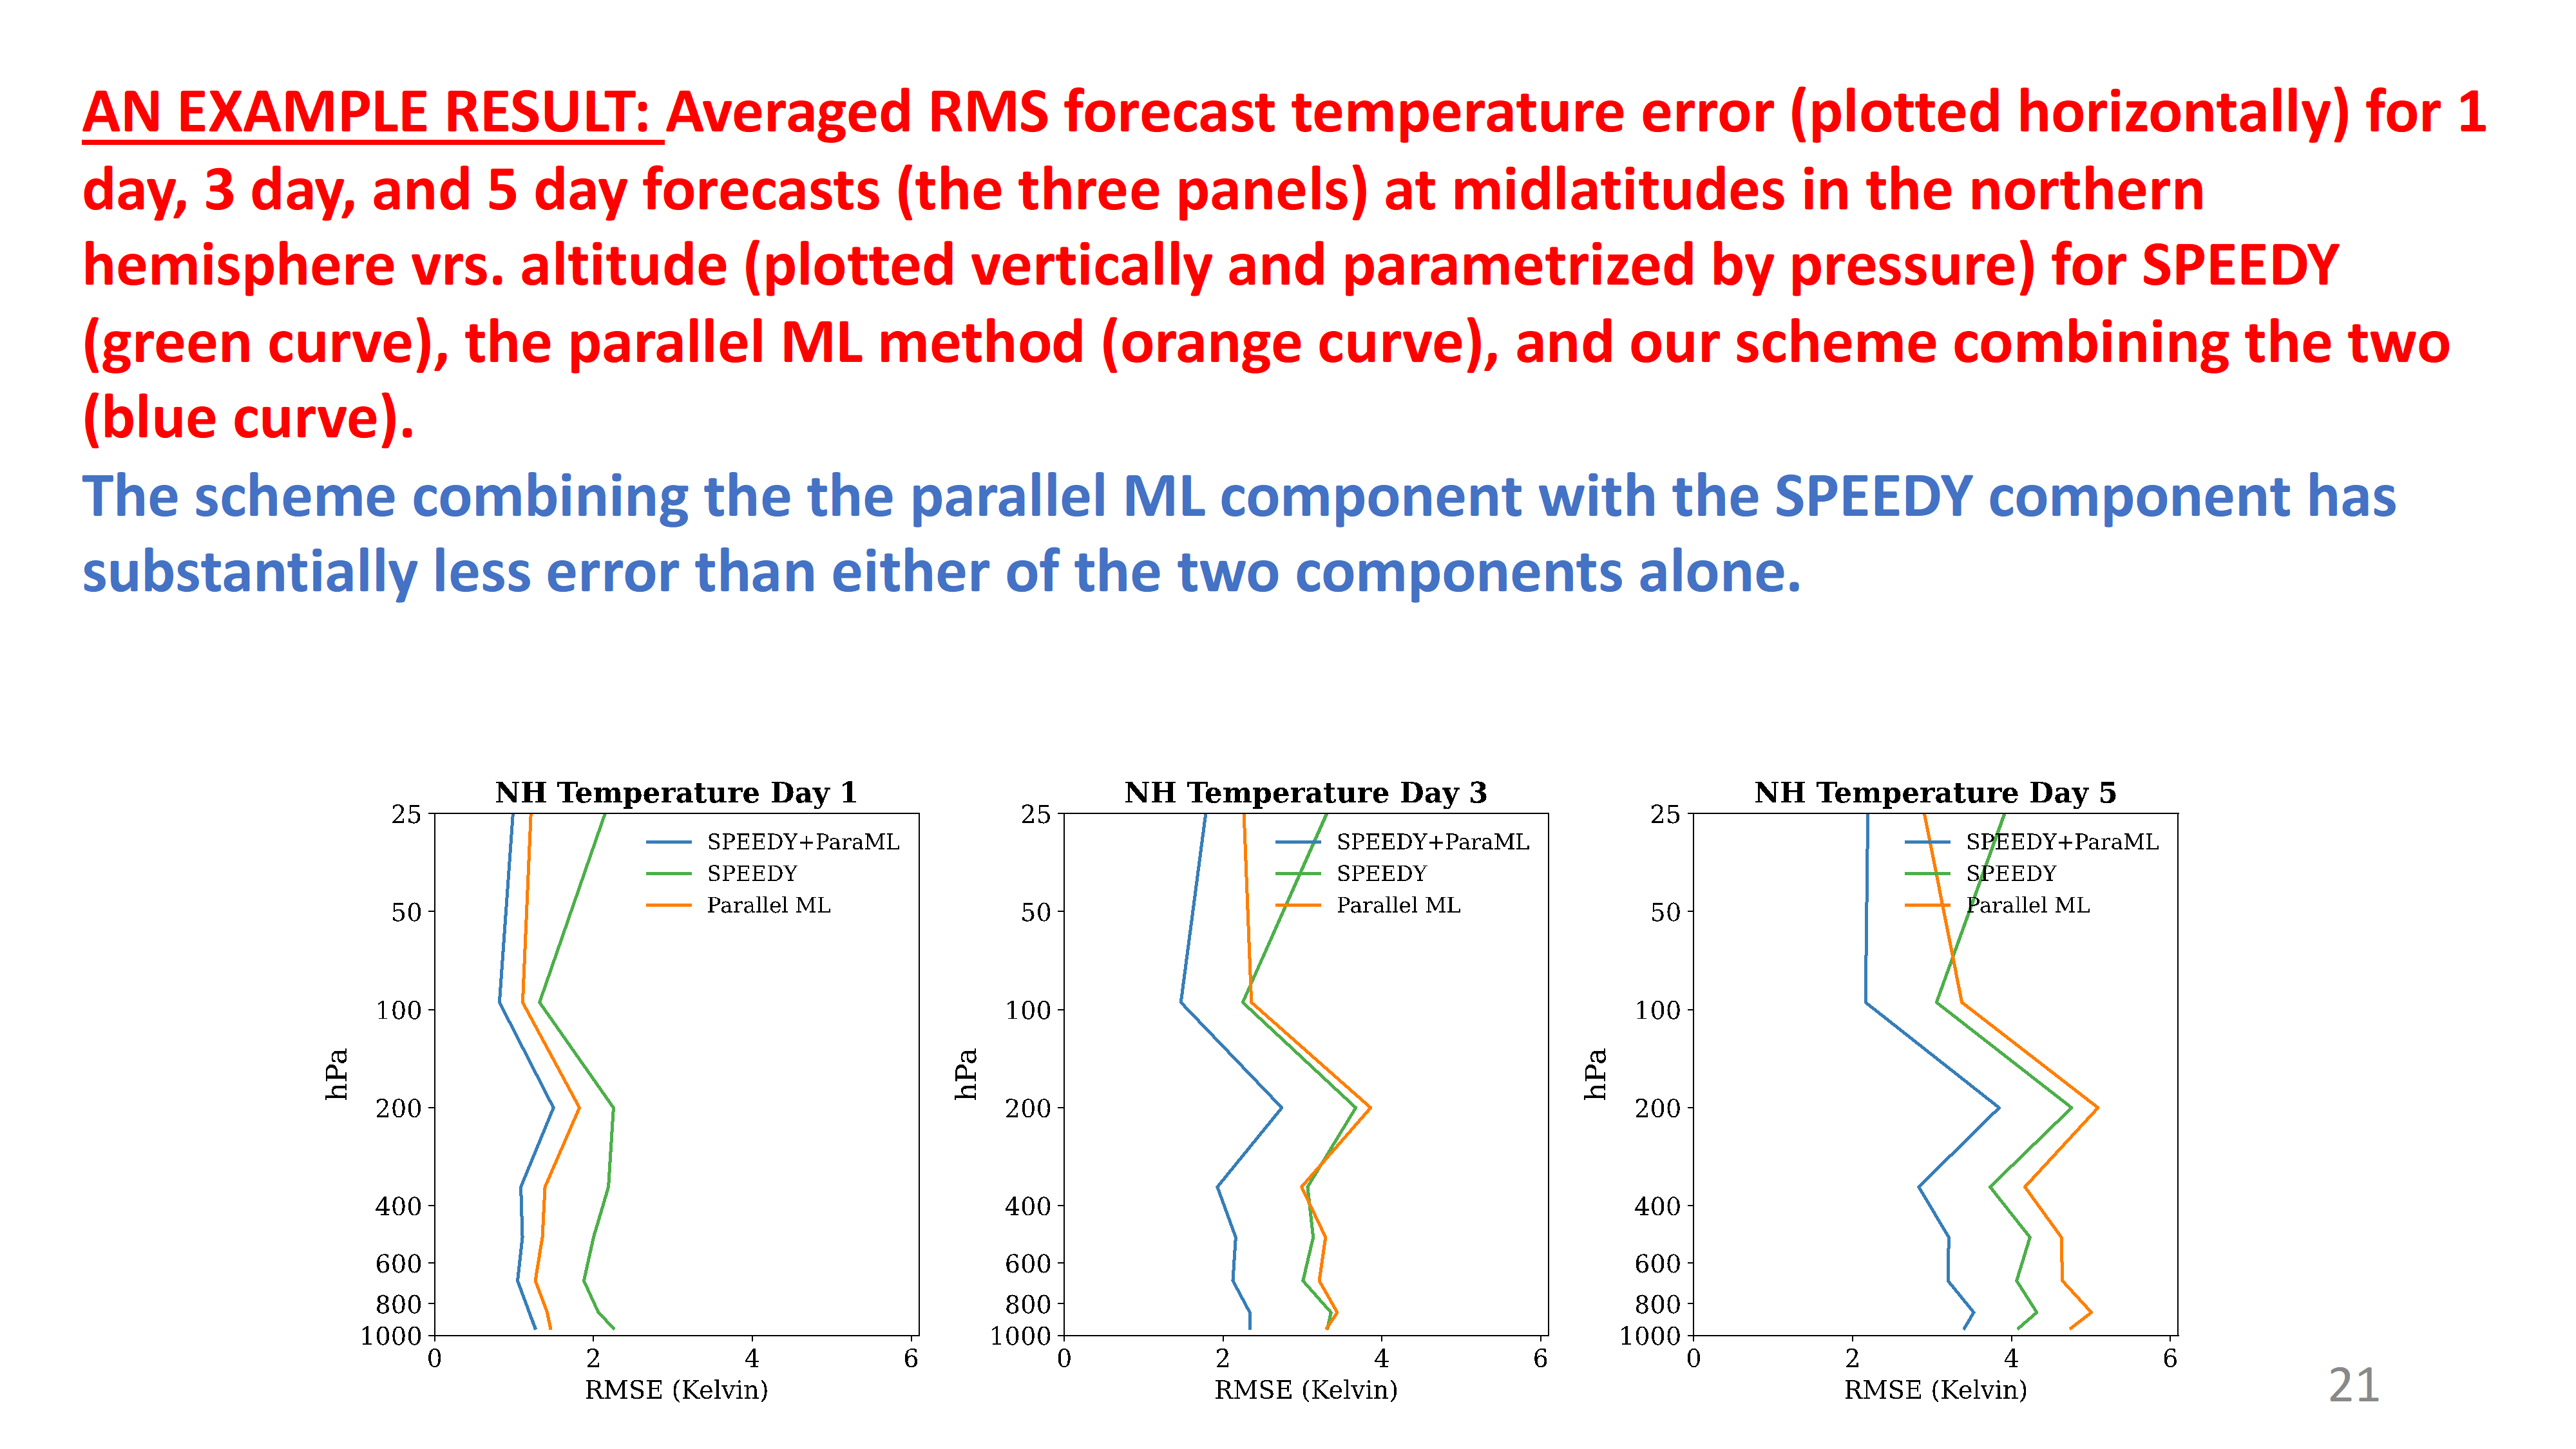 AN EXAMPLE RESULT: Averaged RMS forecast temperature error (plotted horizontally) for 1
day, 3 day, and 5 day forecasts (the three panels) at midlatitudes in the northern
hemisphere vrs. altitude (plotted vertically and parametrized by pressure) for SPEEDY
(green curve), the parallel ML method (orange curve), and our scheme combining the two
(blue curve).
The scheme combining the the parallel ML component with the SPEEDY component has
substantially less error than either of the two components alone.
NH Temperature Day 1
25
50
100
200
400
600
800
1000
hPa
SPEEDY+ParaML
SPEEDY
Parallel ML
0 2 4 6
RMSE (Kelvin)
NH Temperature Day 3
25
50
100
200
400
600
800
1000
hPa
SPEEDY+ParaML
SPEEDY
Parallel ML
0 2 4 6
RMSE (Kelvin)
NH Temperature Day 5
25
50
100
200
400
600
800
1000
hPa
SPEEDY+ParaML
SPEEDY
Parallel ML
0 2 4 6
RMSE (Kelvin)
21